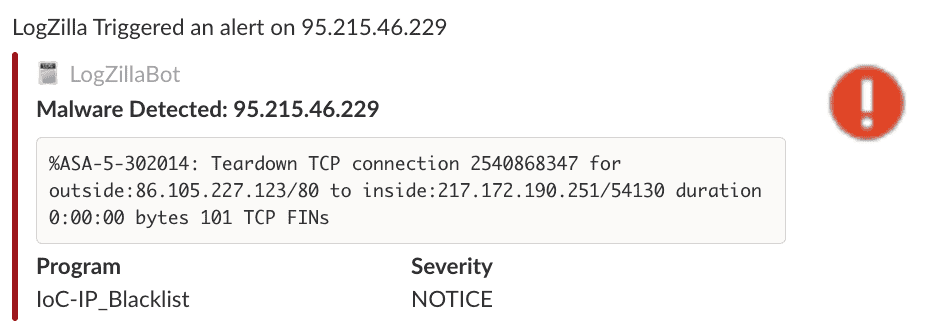 LogZilla Triggered an alert on 95.215.46.229
LogZillaBot
Malware Detected: 95.215.46.229
%ASA-5-302014: Teardown TCP connection 2540868347 for
outside:86.105.227.123/80 to inside:217.172.190.251/54130 duration
0:00:00 bytes 101 TCP FINs
Program Severity
IoC-IP_Blacklist NOTICE